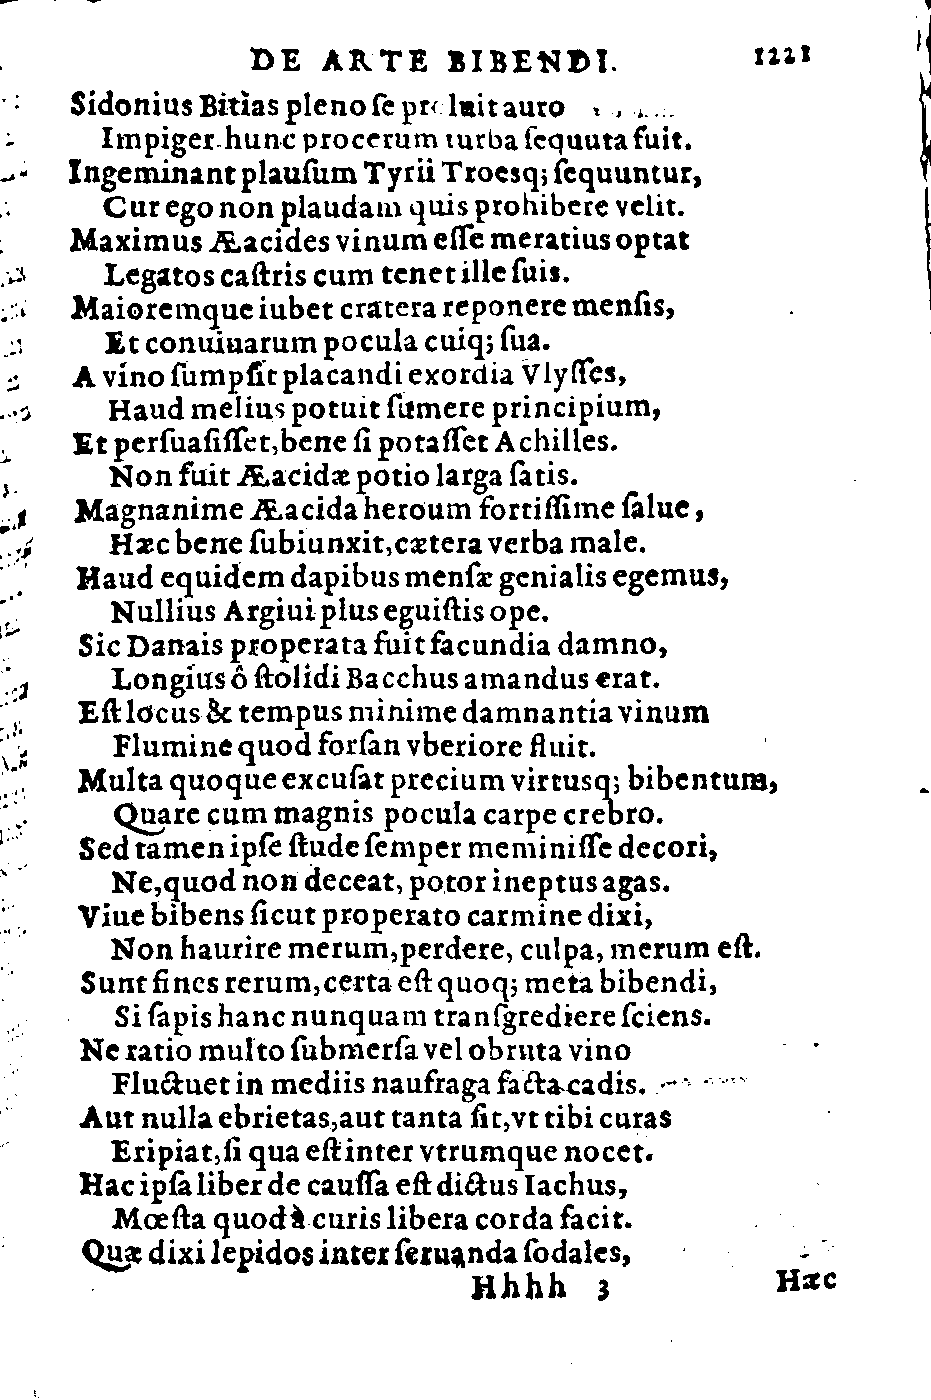 DE ARTE BIBENDI. 1221
Sidonius Bitias pleno ſe proluit auro
Impiger hunc procerum turba ſequuta fuit.
Ingeminant plauſum Tyrii Troesq; ſequuntur,
Cur ego non plaudam quis prohibere velit.
Maximus Æacides vinum eſſe meratius optat
Legatos caſtris cum tenet ille ſuis.
Maioremque iubet cratera reponere menſis,
Et conuiuarum pocula cuiq; ſua.
A vino ſumpſit placandi exordia Vlyſſes,
Haud melius potuit ſumere principium,
Et perſuaſiſſet, bene ſi potaſſet Achilles.
Non fuit Æacidæ potio larga ſatis.
Magnanime Æacida heroum fortiſſime ſalue,
Hæc bene ſubiunxit, cætera verba male.
Haud equidem dapibus menſæ genialis egemus,
Nullius Argiui plus eguiſtis ope.
Sic Danais properata fuit facundia damno,
Longius ô ſtolidi Bacchus amandus erat.
Eſt locus & tempus minime damnantia vinum
Flumine quod forſan vberiore fluit.
Multa quoque excuſat precium virtusq; bibentum,
Quare cum magnis pocula carpe crebro.
Sed tamen ipſe ſtude ſemper meminiſſe decori,
Ne, quod non deceat, potor ineptus agas.
Viue bibens ſicut properato carmine dixi,
Non haurire merum, perdere, culpa, merum eſt.
Sunt fines rerum, certa eſt quoq; meta bibendi,
Si ſapis hanc nunquam tranſgrediere ſciens.
Ne ratio multo ſubmerſa vel obruta vino
Fluctuet in mediis naufraga facta cadis.
Aut nulla ebrietas, aut tanta ſit, vt tibi curas
Eripiat, ſi qua eſt inter vtrumque nocet.
Hac ipſa liber de cauſſa eſt dictus Iachus,
Mœſta quod à curis libera corda facit.
Quæ dixi lepidos inter ſeruanda ſodales,
Hhhh 3 Hæc